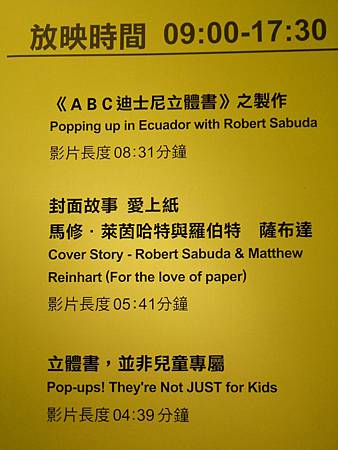 放映時間 09:00-17:30
《ABC迪士尼立體書》之製作
Popping up in Ecuador with Robert Sabuda
影片長度 08:31分鐘
封面故事 愛上紙
馬修‧萊茵哈特與羅伯特 薩布達
Cover Story - Robert Sabuda & Matthew
Reinhart (For the love of paper)
影片長度 05:41分鐘
立體書，並非兒童專屬
Pop-ups! They're Not JUST for Kids
影片長度 04:39 分鐘